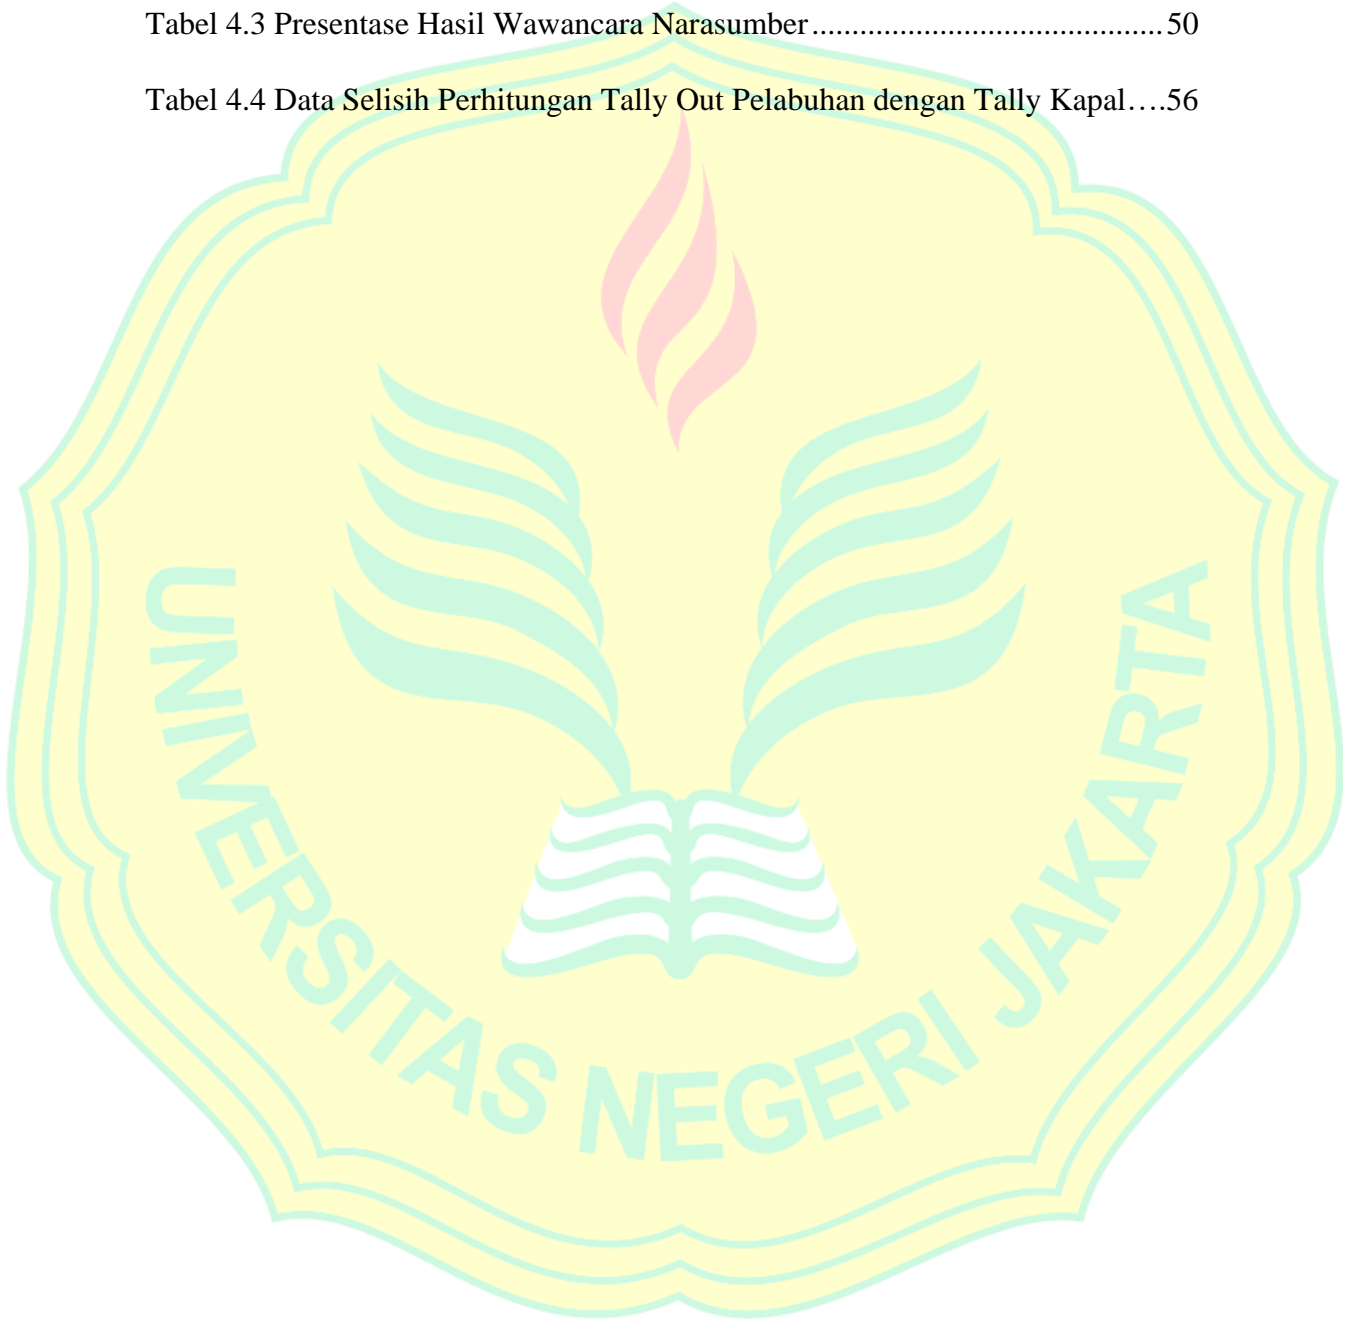 Tabel 4.3 Presentase Hasil Wawancara Narasumber............................................50
Tabel 4.4 Data Selisih Perhitungan Tally Out Pelabuhan dengan Tally Kapal….56
UNIVERSITAS NEGERI JAKARTA